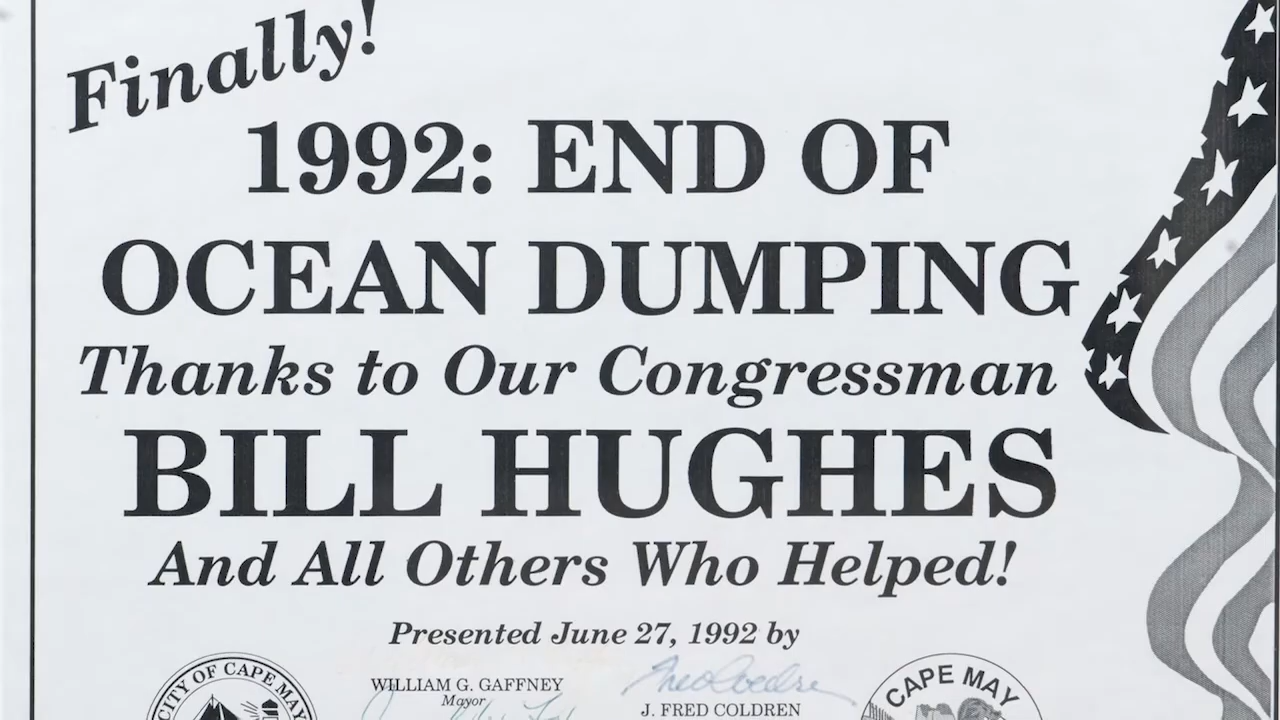 Finally!
1992: END OF
OCEAN DUMPING
Thanks to Our Congressman
BILL HUGHES
And All Others Who Helped!
Presented June 27, 1992 by
CITY OF CAPE MAY
WILLIAM G. GAFFNEY
Mayor
J. FRED COLDREN
CAPE MAY